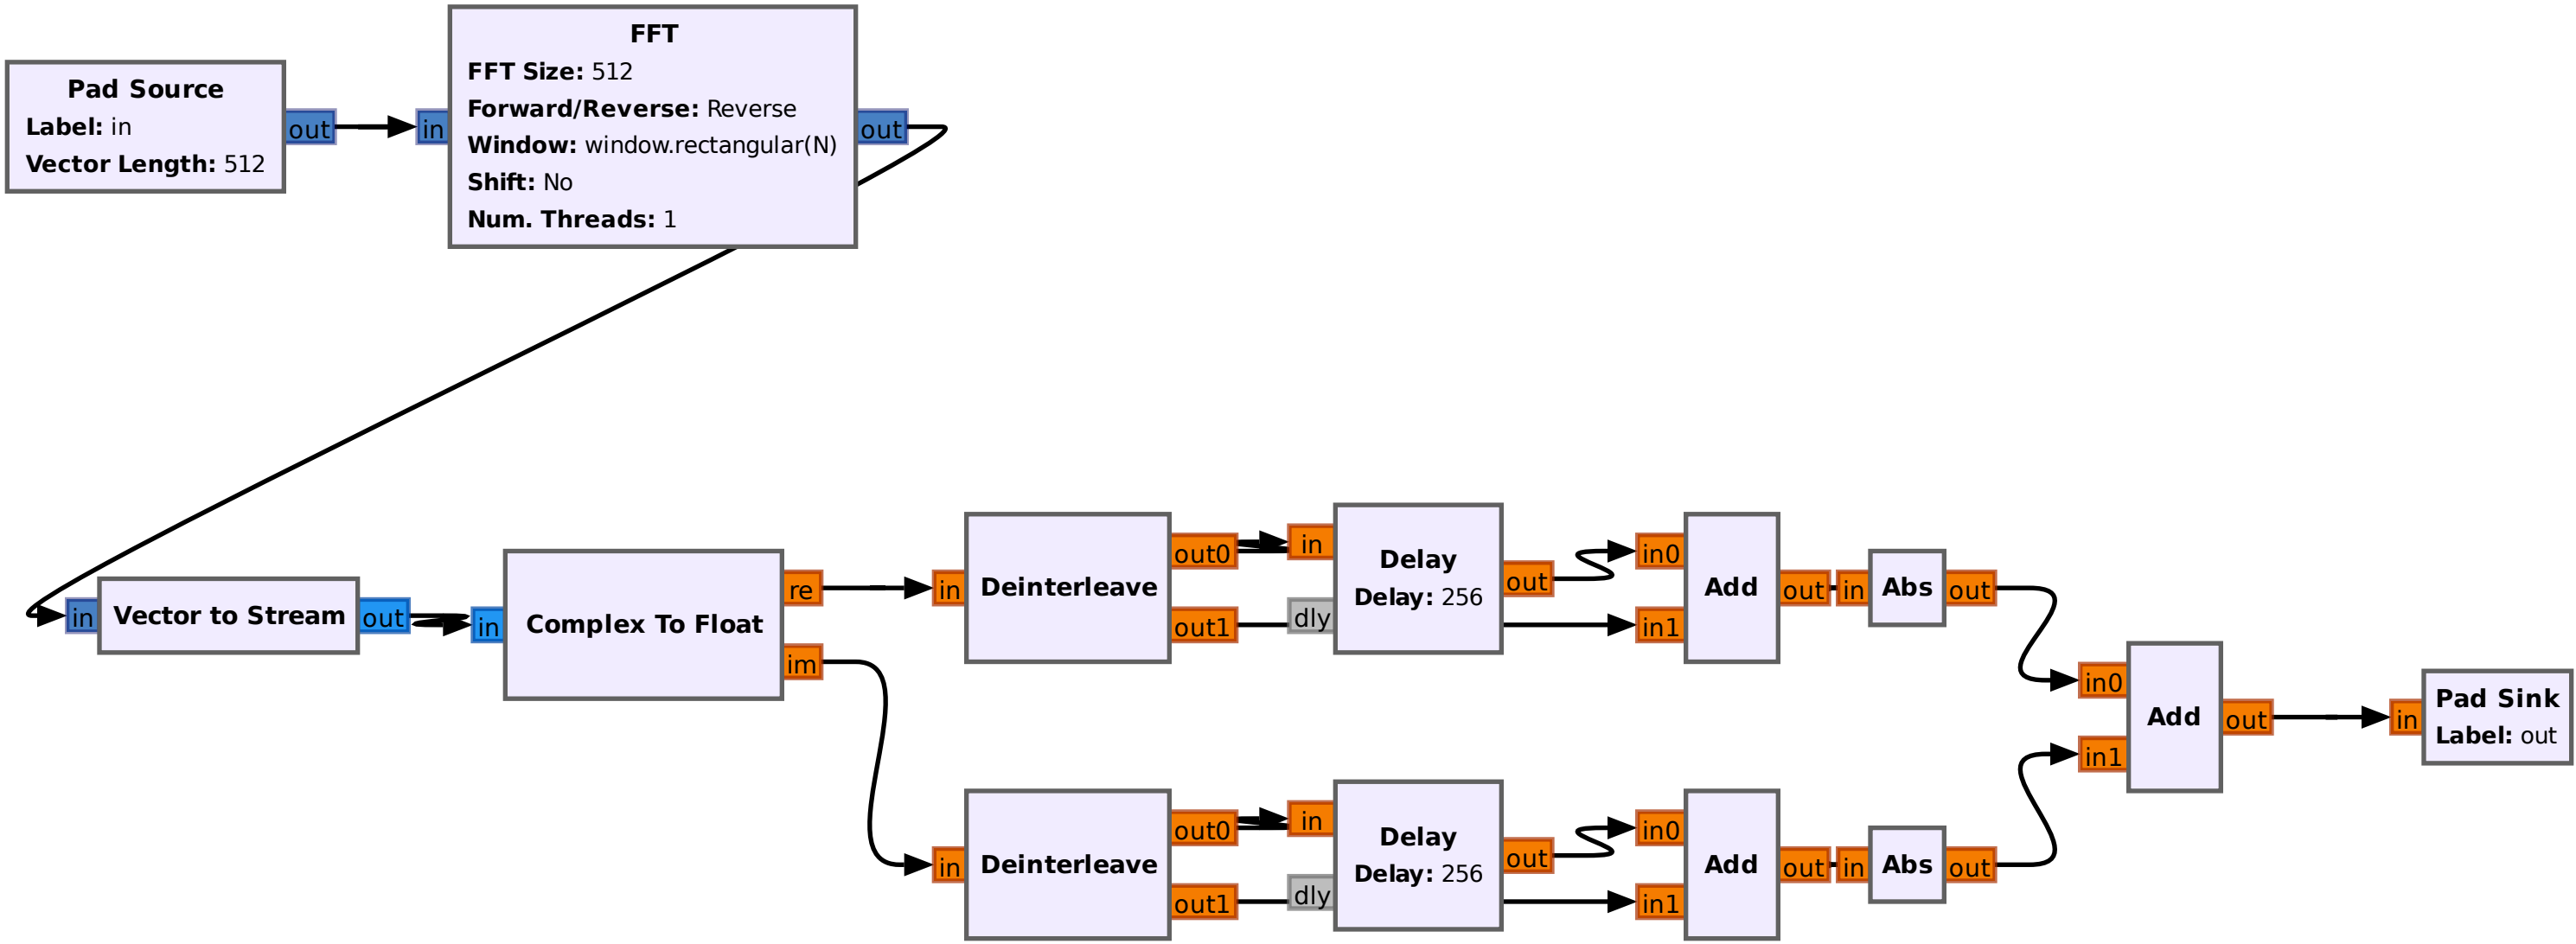 Pad Source
Label: in
Vector Length: 512
out
in
FFT
FFT Size: 512
Forward/Reverse: Reverse
Window: window.rectangular(N)
Shift: No
Num. Threads: 1
out
in
Vector to Stream
out
in
Complex To Float
re
im
in
Deinterleave
out0
out1
in
dly
Delay
Delay: 256
out
in0
in1
Add
out
in
Abs
out
in
Deinterleave
out0
out1
in
dly
Delay
Delay: 256
out
in0
in1
Add
out
in
Abs
out
in0
in1
Add
out
in
Pad Sink
Label: out